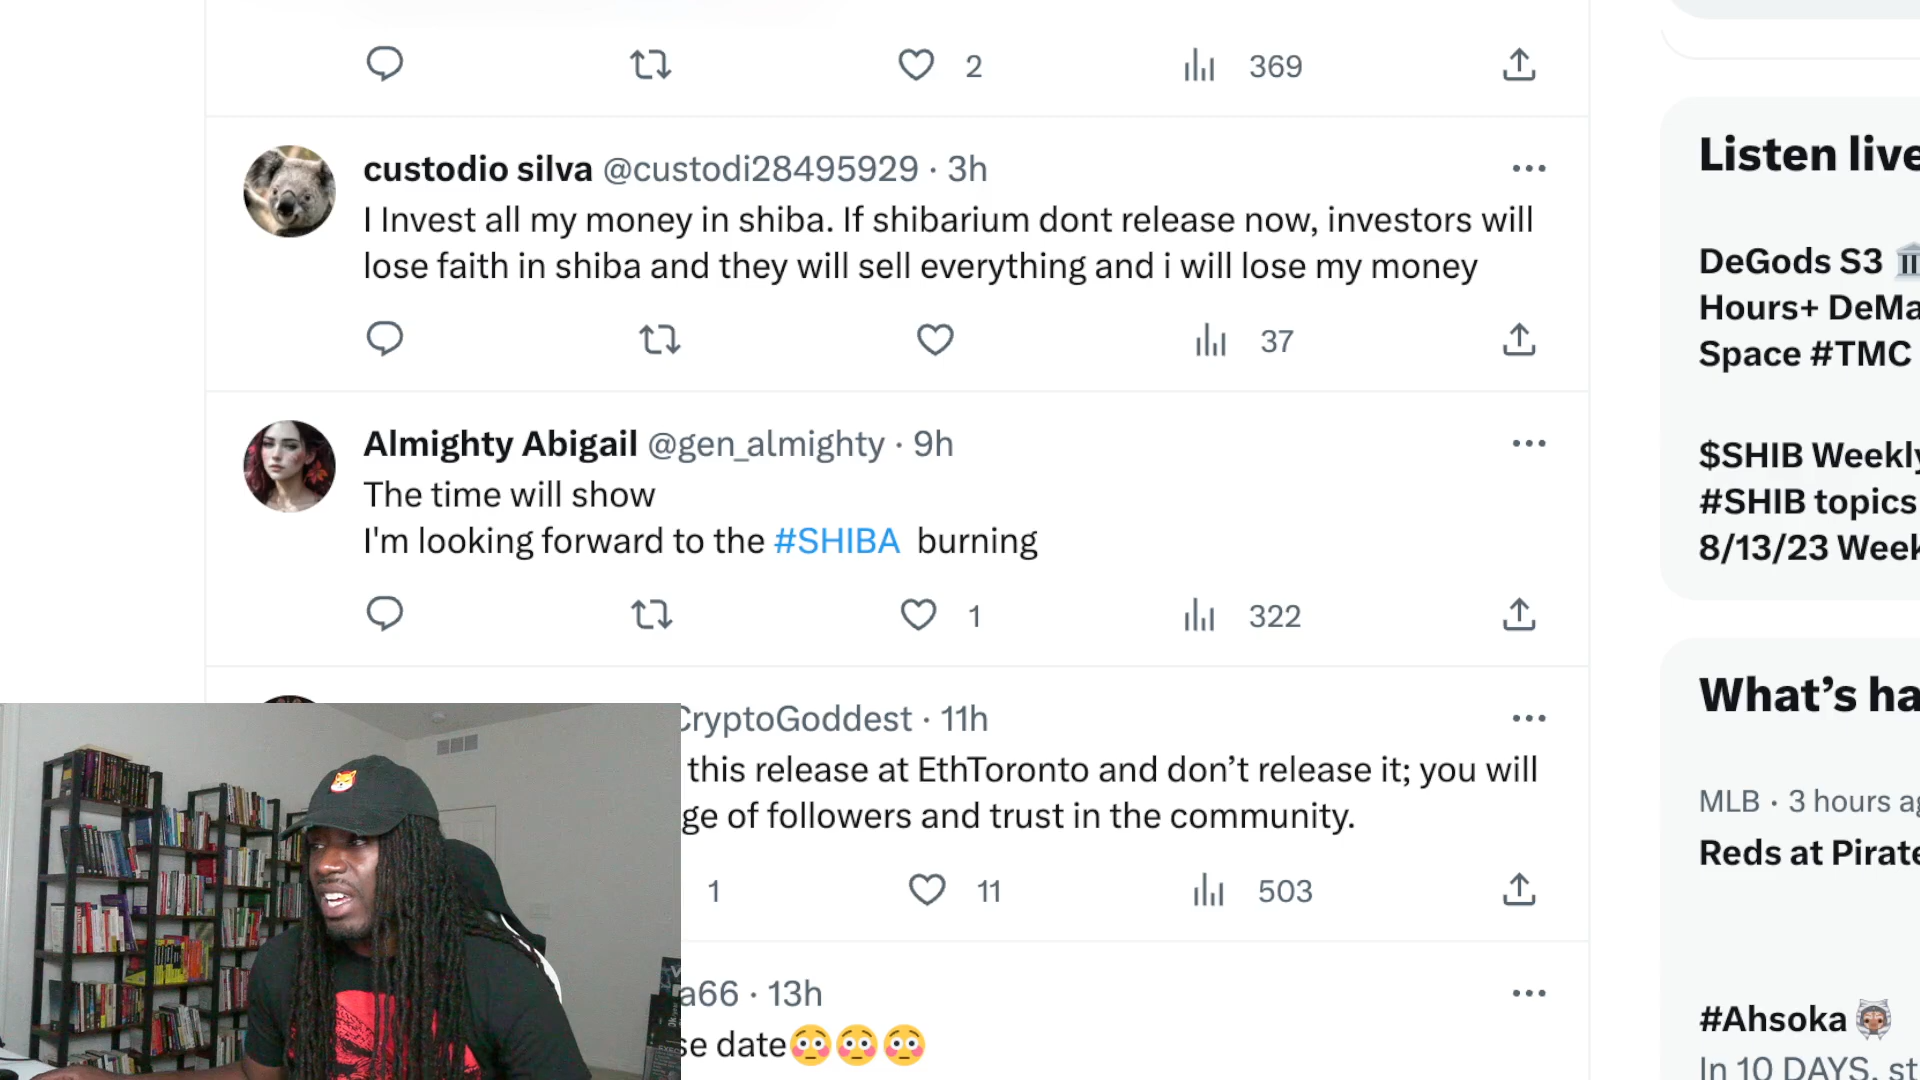 2 369
custodio silva @custodi28495929 · 3h
I Invest all my money in shiba. If shibarium dont release now, investors will
lose faith in shiba and they will sell everything and i will lose my money
37
Almighty Abigail @gen_almighty · 9h
The time will show
I'm looking forward to the #SHIBA burning
1 322
CryptoGoddest · 11h
this release at EthToronto and don’t release it; you will
ge of followers and trust in the community.
1 11 503
a66 · 13h
se date😳😳😳
Listen live
DeGods S3 🏛
Hours+ DeMa
Space #TMC
$SHIB Weekly
#SHIB topics
8/13/23 Week
What’s ha
MLB · 3 hours ag
Reds at Pirate
#Ahsoka
In 10 DAYS, st